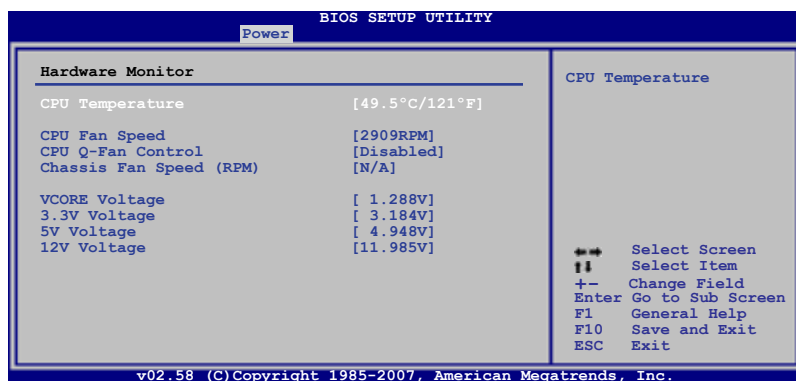 BIOS SETUP UTILITY
Power
Hardware Monitor
CPU Temperature [49.5°C/121°F]
CPU Fan Speed [2909RPM]
CPU Q-Fan Control [Disabled]
Chassis Fan Speed (RPM) [N/A]
VCORE Voltage [ 1.288V]
3.3V Voltage [ 3.184V]
5V Voltage [ 4.948V]
12V Voltage [11.985V]
CPU Temperature
←→ Select Screen
↑↓ Select Item
+- Change Field
Enter Go to Sub Screen
F1 General Help
F10 Save and Exit
ESC Exit
v02.58 (C)Copyright 1985-2007, American Megatrends, Inc.